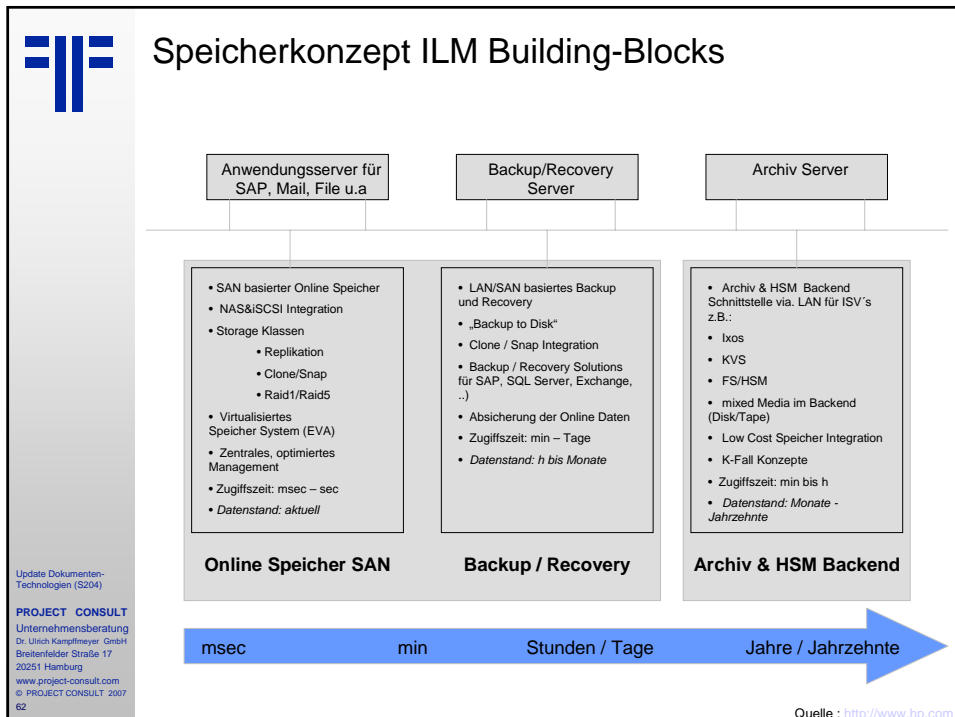 Speicherkonzept ILM Building-Blocks
Anwendungsserver für
SAP, Mail, File u.a
Backup/Recovery
Server
Archiv Server
• SAN basierter Online Speicher
• NAS&iSCSI Integration
• Storage Klassen
• Replikation
• Clone/Snap
• Raid1/Raid5
• Virtualisiertes
Speicher System (EVA)
• Zentrales, optimiertes
Management
• Zugiffszeit: msec – sec
• Datenstand: aktuell
Online Speicher SAN
• LAN/SAN basiertes Backup
und Recovery
• „Backup to Disk“
• Clone / Snap Integration
• Backup / Recovery Solutions
für SAP, SQL Server, Exchange,
..)
• Absicherung der Online Daten
• Zugiffszeit: min – Tage
• Datenstand: h bis Monate
Backup / Recovery
• Archiv & HSM Backend
Schnittstelle via. LAN für ISV´s
z.B.:
• Ixos
• KVS
• FS/HSM
• mixed Media im Backend
(Disk/Tape)
• Low Cost Speicher Integration
• K-Fall Konzepte
• Zugiffszeit: min bis h
• Datenstand: Monate -
Jahrzehnte
Archiv & HSM Backend
msec min Stunden / Tage Jahre / Jahrzehnte
Update Dokumenten-
Technologien (S204)
PROJECT CONSULT
Unternehmensberatung
Dr. Ulrich Kampffmeyer GmbH
Breitenfelder Straße 17
20251 Hamburg
www.project-consult.com
© PROJECT CONSULT 2007
62
Quelle : http://www.hp.com